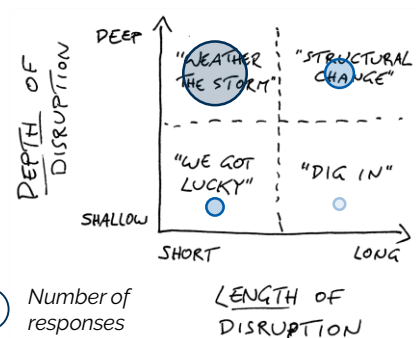 DEEP
"WEATHER
THE STORM"
"STRUCTURAL
CHANGE"
DEPTH OF
DISRUPTION
"WE GOT
LUCKY"
"DIG IN"
SHALLOW
SHORT
LONG
Number of
responses
LENGTH OF
DISRUPTION